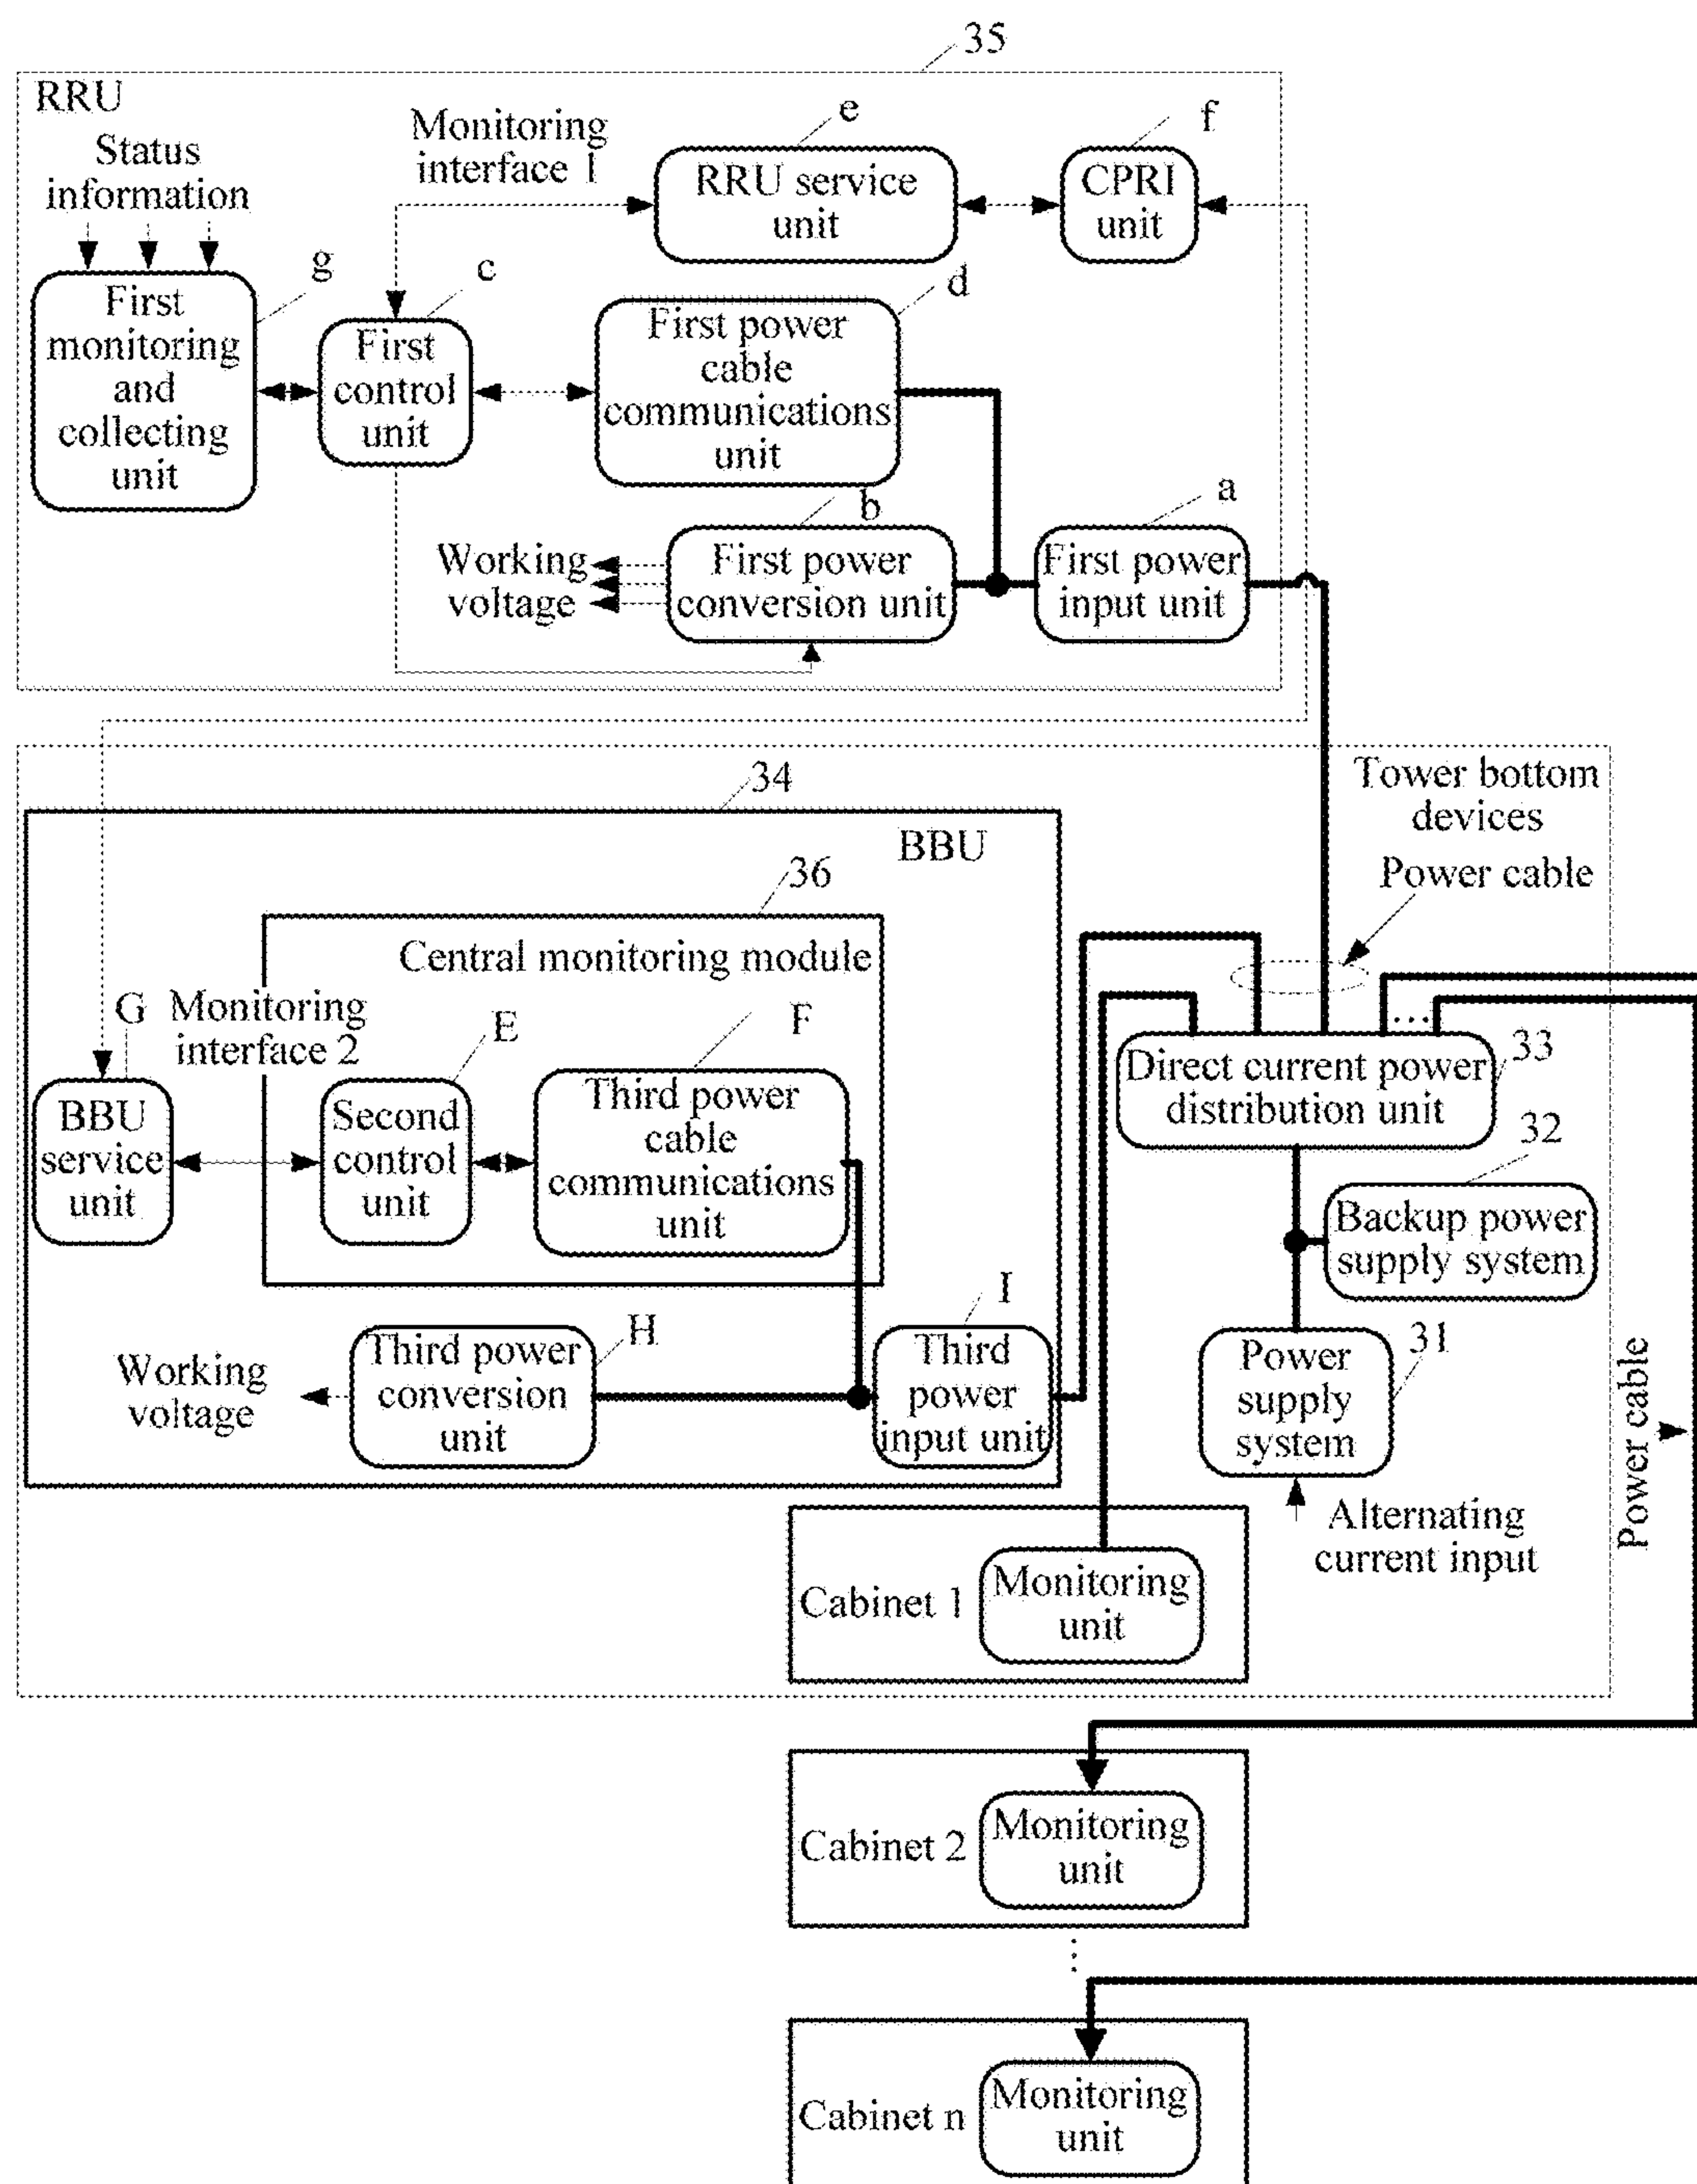 35
RRU
Status
information
Monitoring
interface 1
e
RRU service
unit
f
CPRI
unit
g
First
monitoring
and
collecting
unit
c
First
control
unit
d
First power
cable
communications
unit
b
First power
conversion unit
a
First power
input unit
Working
voltage
Tower bottom
devices
Power cable
34
BBU
36
Central monitoring module
G
Monitoring
interface 2
E
F
BBU
service
unit
Second
control
unit
Third power
cable
communications
unit
...
Direct current power
distribution unit
33
32
Backup power
supply system
31
Power
supply
system
Alternating
current input
Working
voltage
H
Third power
conversion
unit
I
Third
power
input unit
Power cable
Cabinet 1
Monitoring
unit
Cabinet 2
Monitoring
unit
...
Cabinet n
Monitoring
unit